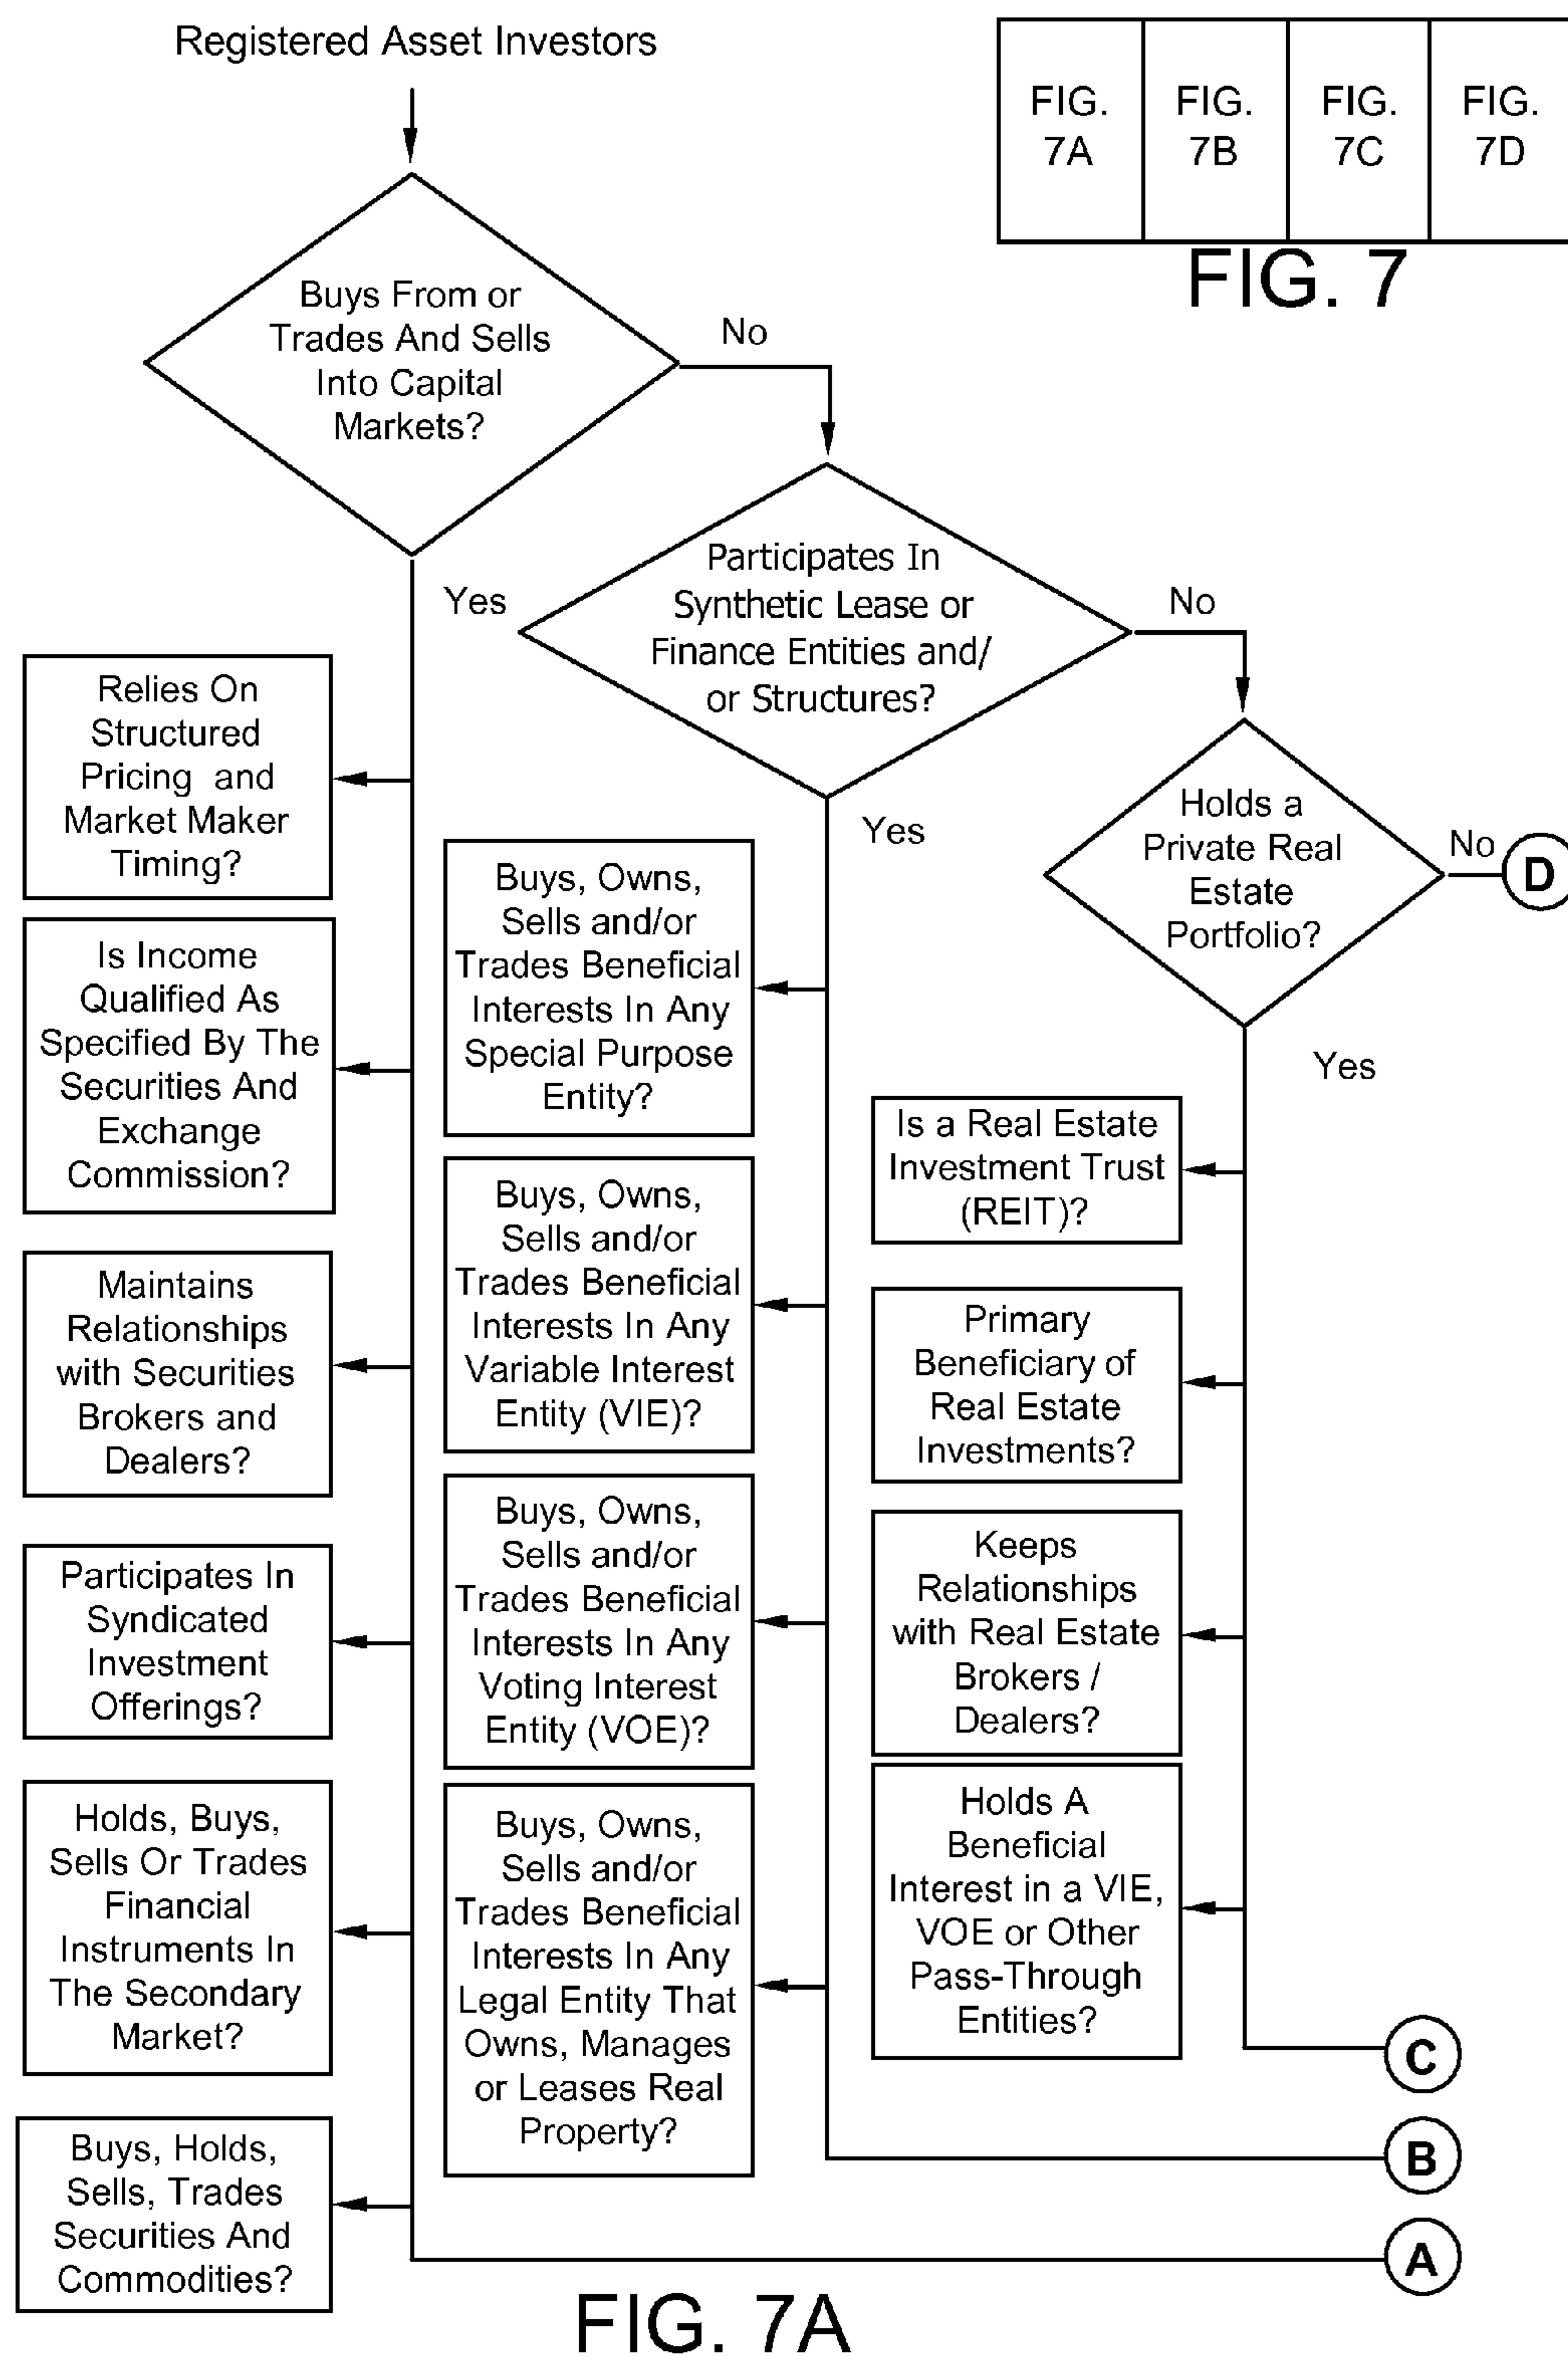 Registered Asset Investors
FIG.
7A
FIG.
7B
FIG.
7C
FIG.
7D
FIG. 7
Buys From or
Trades And Sells
Into Capital
Markets?
No
Yes
Participates In
Synthetic Lease or
Finance Entities and/
or Structures?
No
Yes
Holds a
Private Real
Estate
Portfolio?
No
D
Yes
Relies On
Structured
Pricing and
Market Maker
Timing?
Is Income
Qualified As
Specified By The
Securities And
Exchange
Commission?
Maintains
Relationships
with Securities
Brokers and
Dealers?
Participates In
Syndicated
Investment
Offerings?
Holds, Buys,
Sells Or Trades
Financial
Instruments In
The Secondary
Market?
Buys, Holds,
Sells, Trades
Securities And
Commodities?
Buys, Owns,
Sells and/or
Trades Beneficial
Interests In Any
Special Purpose
Entity?
Buys, Owns,
Sells and/or
Trades Beneficial
Interests In Any
Variable Interest
Entity (VIE)?
Buys, Owns,
Sells and/or
Trades Beneficial
Interests In Any
Voting Interest
Entity (VOE)?
Buys, Owns,
Sells and/or
Trades Beneficial
Interests In Any
Legal Entity That
Owns, Manages
or Leases Real
Property?
Is a Real Estate
Investment Trust
(REIT)?
Primary
Beneficiary of
Real Estate
Investments?
Keeps
Relationships
with Real Estate
Brokers /
Dealers?
Holds A
Beneficial
Interest in a VIE,
VOE or Other
Pass-Through
Entities?
C
B
A
FIG. 7A